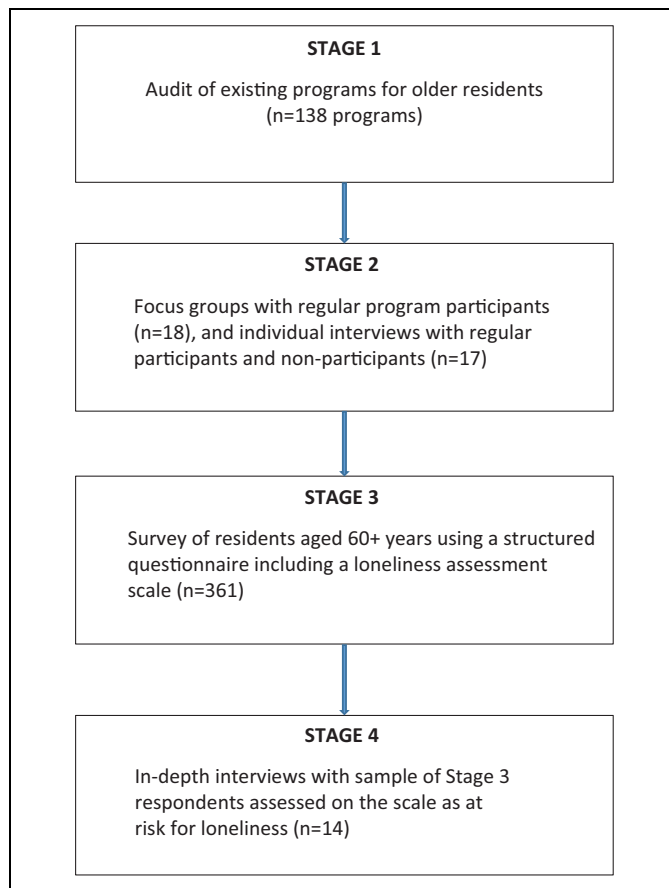 STAGE 1
Audit of existing programs for older residents
(n=138 programs)
STAGE 2
Focus groups with regular program participants
(n=18), and individual interviews with regular
participants and non-participants (n=17)
STAGE 3
Survey of residents aged 60+ years using a structured
questionnaire including a loneliness assessment
scale (n=361)
STAGE 4
In-depth interviews with sample of Stage 3
respondents assessed on the scale as at
risk for loneliness (n=14)